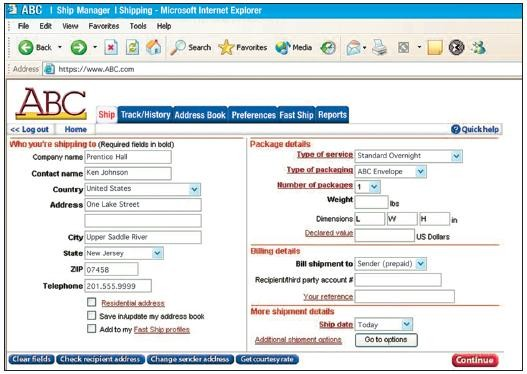 ABC | Ship Manager | Shipping - Microsoft Internet Explorer
File Edit View Favorites Tools Help
Back Search Favorites Media
Address https://www.ABC.com
ABC
Ship Track/History Address Book Preferences Fast Ship Reports
<< Log out Home Quick help
Who you're shipping to (Required fields in bold)
Company name Prentice Hall
Contact name Ken Johnson
Country United States
Address One Lake Street
City Upper Saddle River
State New Jersey
ZIP 07458
Telephone 201.555.9999
Residential address
Save in/update my address book
Add to my Fast Ship profiles
Package details
Type of service Standard Overnight
Type of packaging ABC Envelope
Number of packages 1
Weight lbs
Dimensions L W H in
Declared value US Dollars
Billing details
Bill shipment to Sender (prepaid)
Recipient/third party account #
Your reference
More shipment details
Ship date Today
Additional shipment options Go to options
Clear fields Check recipient address Change sender address Get courtesy rate Continue